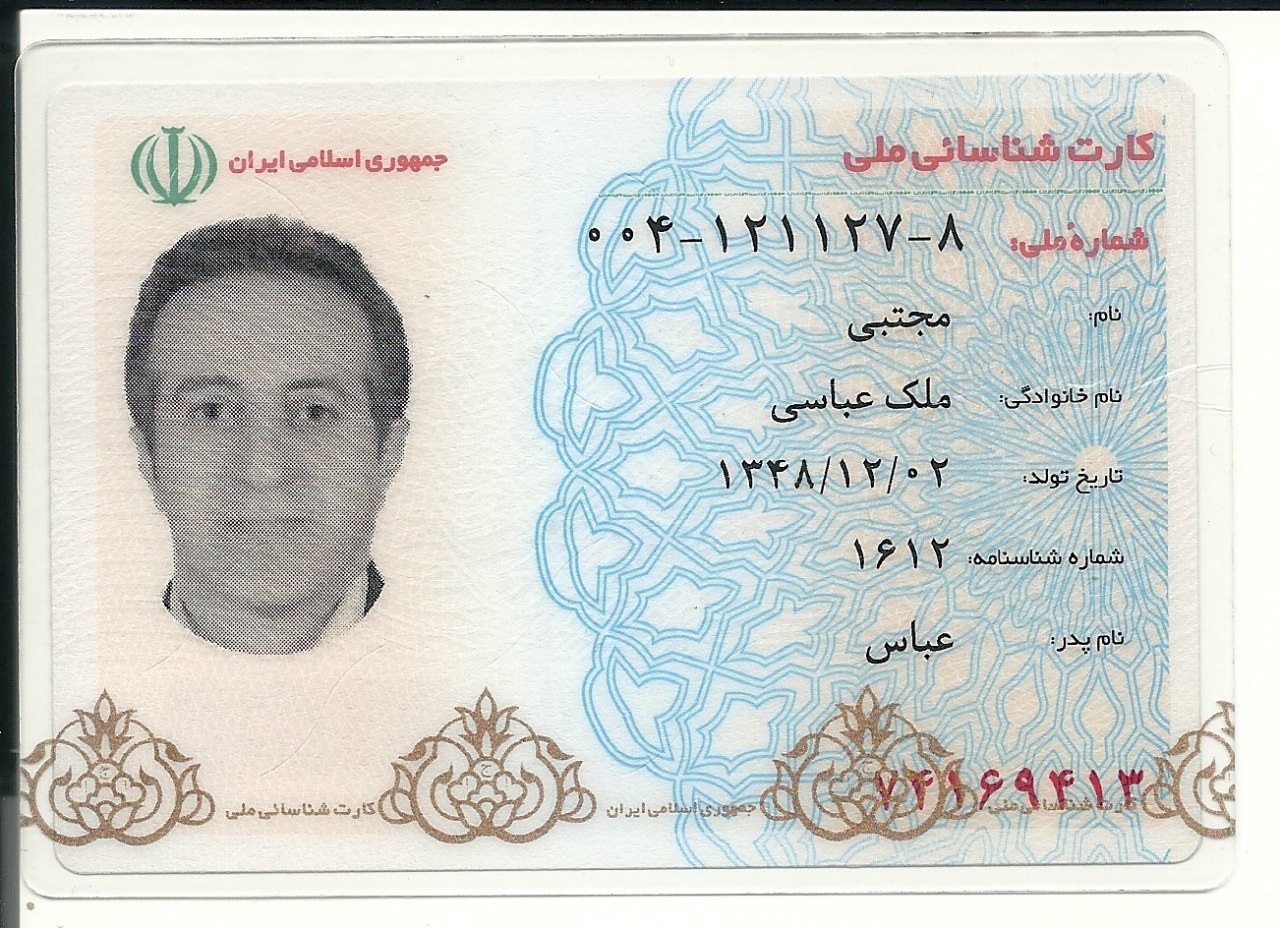 جمهوری اسلامی ایران
کارت شناسائی ملی
شمارهٔ ملی: ۰۰۴-۱۲۱۱۲۷-۸
نام: مجتبی
نام خانوادگی: ملک عباسی
تاریخ تولد: ۱۳۴۸/۱۲/۰۲
شماره شناسنامه: ۱۶۱۲
نام پدر: عباس
۷۴۱۶۹۴۱۳
کارت شناسائی ملی جمهوری اسلامی ایران کارت شناسائی ملی